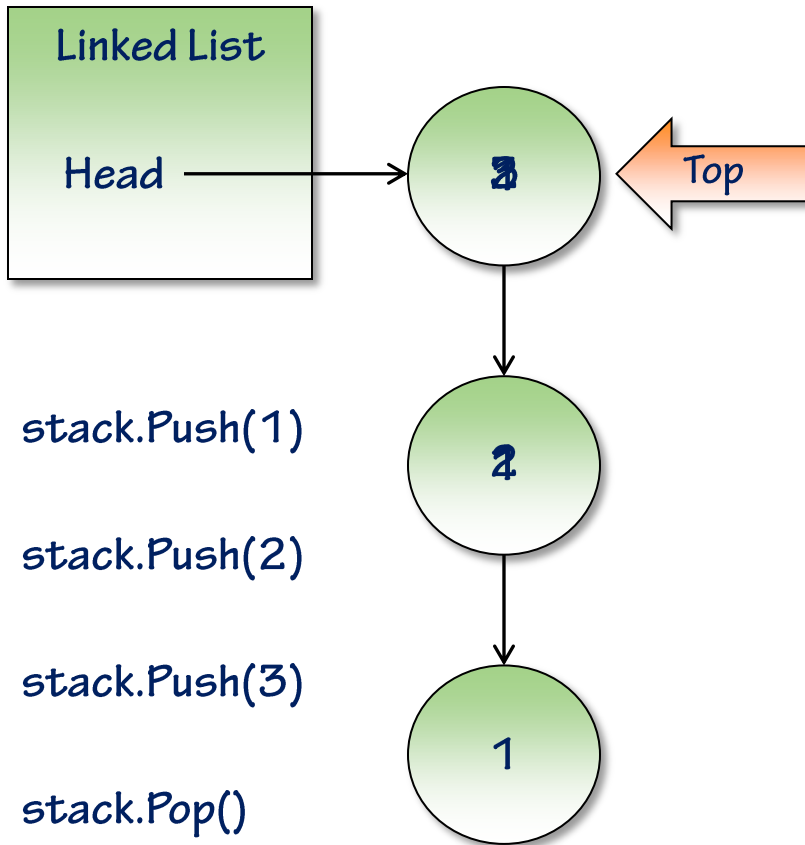 Linked List
Head
Top
stack.Push(1)
stack.Push(2)
stack.Push(3)
1
stack.Pop()